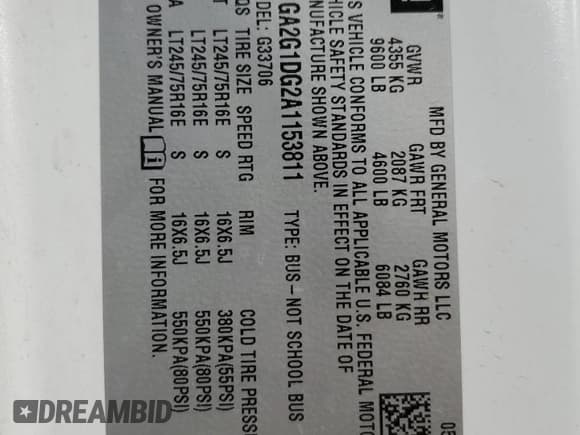 MFD BY GENERAL MOTORS LLC
GVWR GAWR FRT GAWR RR
4355 KG 2087 KG 2760 KG
9600 LB 4600 LB 6084 LB
S VEHICLE CONFORMS TO ALL APPLICABLE U.S. FEDERAL MOTO
HICLE SAFETY STANDARDS IN EFFECT ON THE DATE OF
NUFACTURE SHOWN ABOVE.
GA2G1DG2A1153811 TYPE: BUS-NOT SCHOOL BUS
DEL: G33706
TIRE SIZE SPEED RTG RIM COLD TIRE PRESS
T LT245/75R16E S 16X6.5J 380KPA(55PSI)
LT245/75R16E S 16X6.5J 550KPA(80PSI)
A LT245/75R16E S 16X6.5J 550KPA(80PSI)
OWNER'S MANUAL i FOR MORE INFORMATION.
05
DREAMBID